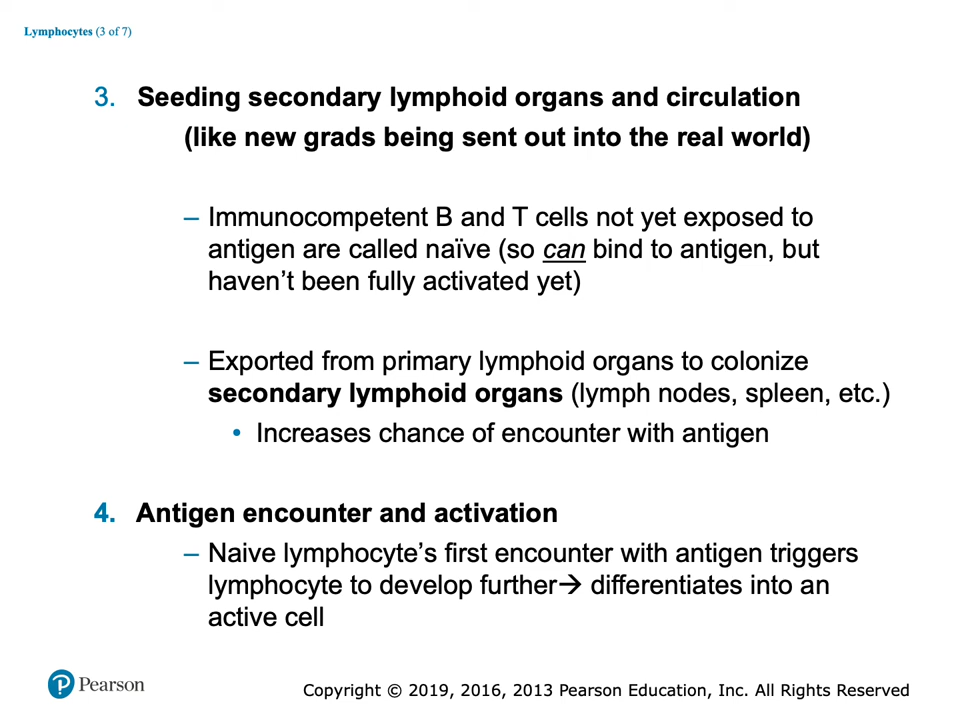 Lymphocytes (3 of 7)
3. Seeding secondary lymphoid organs and circulation
(like new grads being sent out into the real world)
– Immunocompetent B and T cells not yet exposed to
antigen are called naïve (so can bind to antigen, but
haven’t been fully activated yet)
– Exported from primary lymphoid organs to colonize
secondary lymphoid organs (lymph nodes, spleen, etc.)
• Increases chance of encounter with antigen
4. Antigen encounter and activation
– Naive lymphocyte’s first encounter with antigen triggers
lymphocyte to develop further→ differentiates into an
active cell
P Pearson
Copyright © 2019, 2016, 2013 Pearson Education, Inc. All Rights Reserved